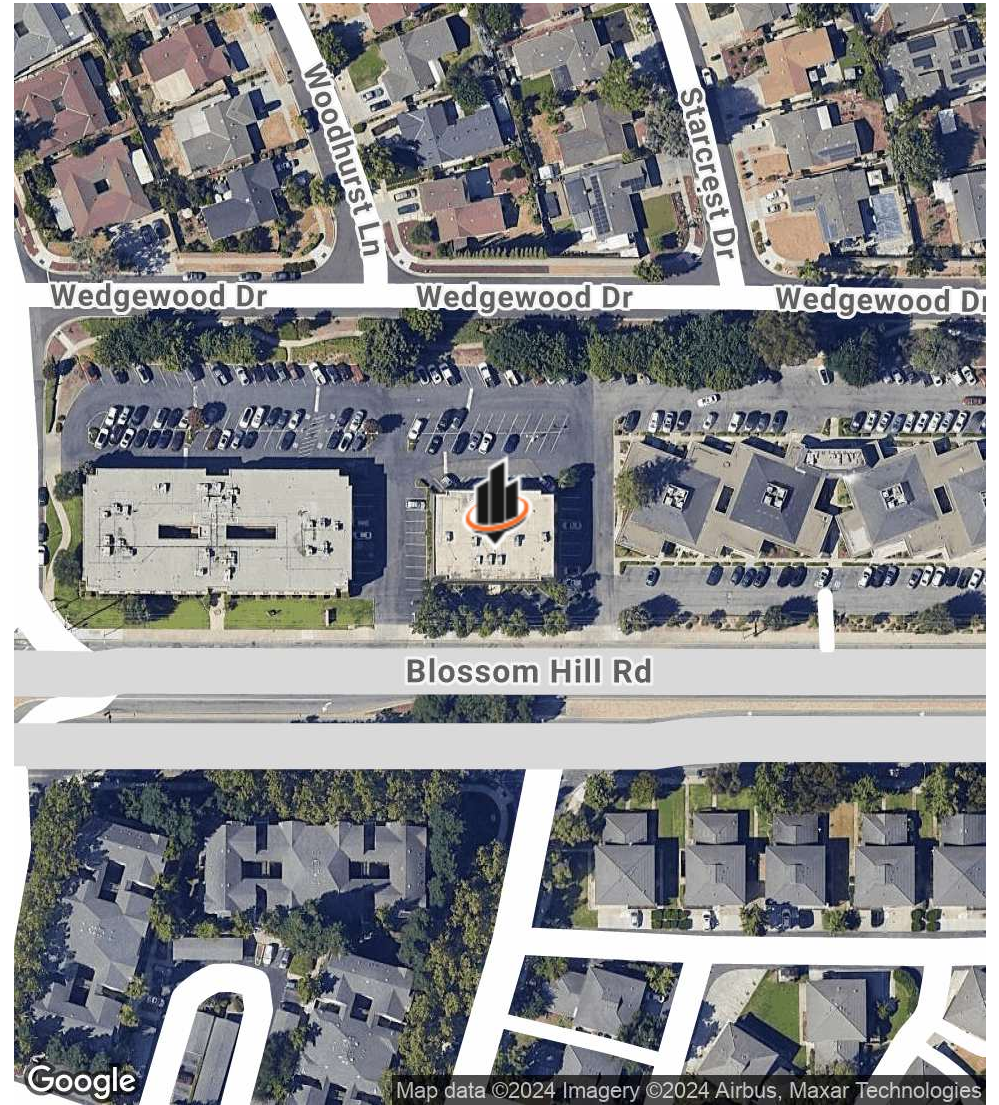 Woodhurst Ln
Starcrest Dr
Wedgewood Dr
Wedgewood Dr
Wedgewood Dr
Blossom Hill Rd
Google
Map data ©2024 Imagery ©2024 Airbus, Maxar Technologies